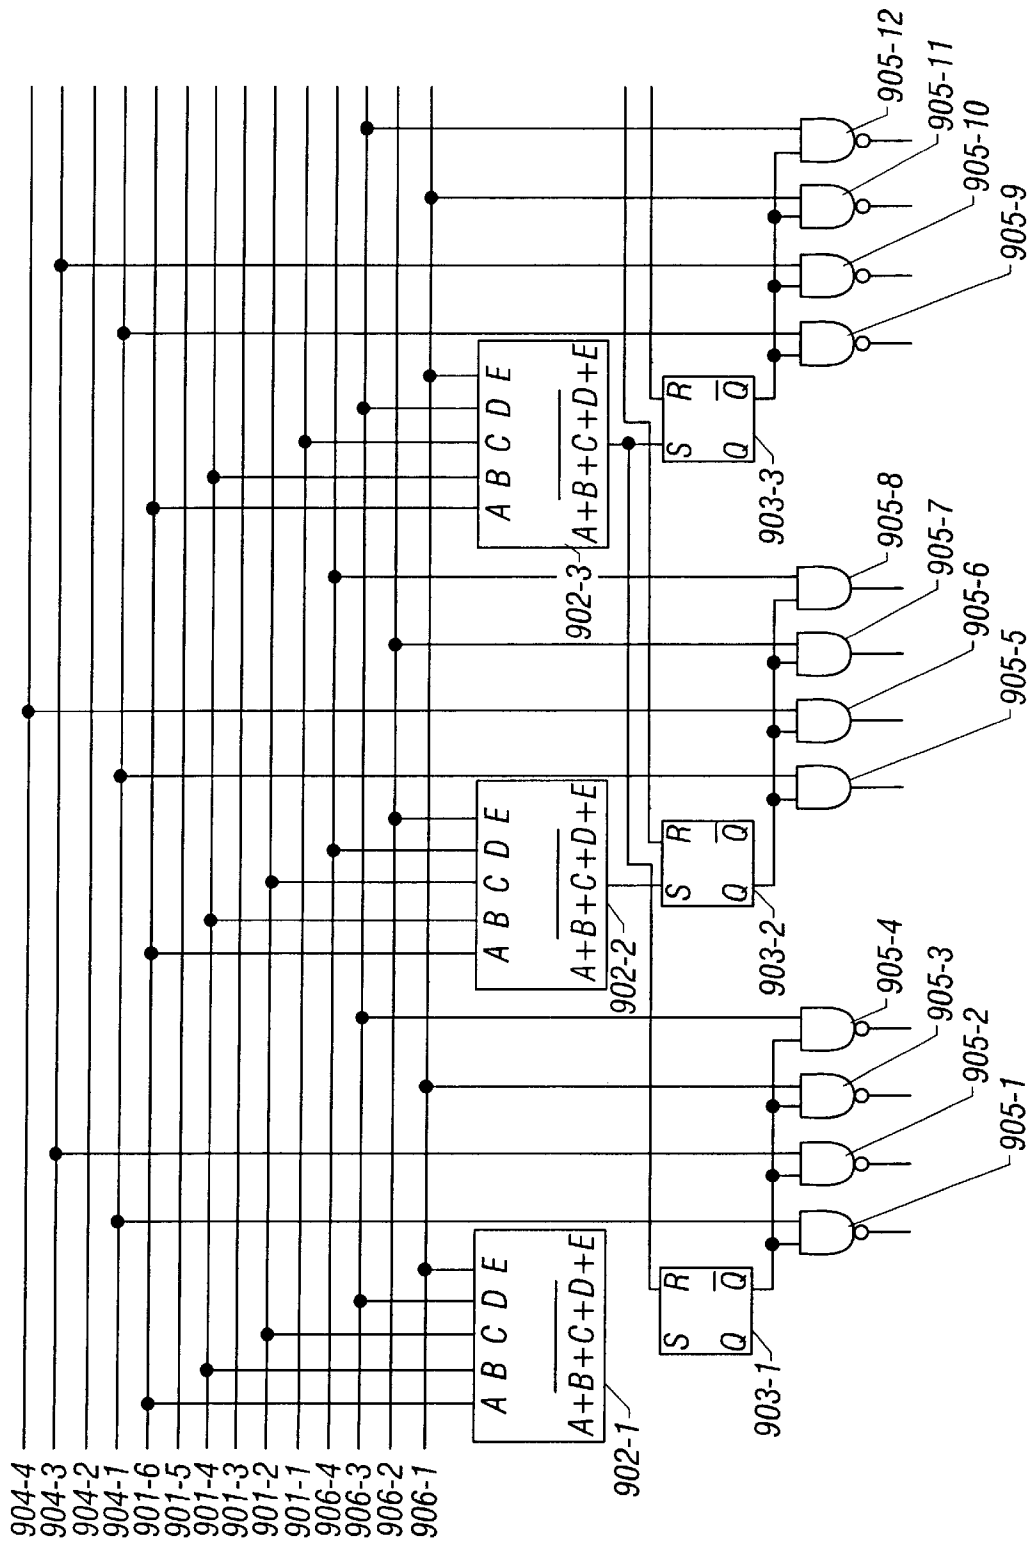 904-4
904-3
904-2
904-1
901-6
901-5
901-4
901-3
901-2
901-1
906-4
906-3
906-2
906-1
A B C D E
A+B+C+D+E
902-1
A B C D E
A+B+C+D+E
902-2
A B C D E
A+B+C+D+E
902-3
S R
Q Q
903-1
S R
Q Q
903-2
S R
Q Q
903-3
905-1
905-2
905-3
905-4
905-5
905-6
905-7
905-8
905-9
905-10
905-11
905-12